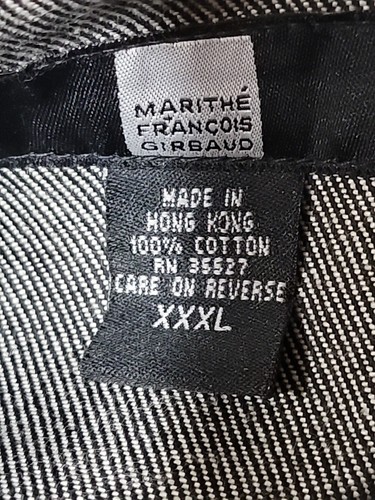 MARITHÉ
FRANÇOIS
GIRBAUD
MADE IN
HONG KONG
100% COTTON
RN 35527
CARE ON REVERSE
XXXL